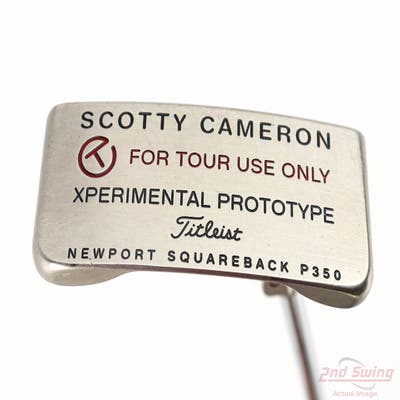 SCOTTY CAMERON
T FOR TOUR USE ONLY
XPERIMENTAL PROTOTYPE
Titleist
NEWPORT SQUAREBACK P350
2nd Swing
Actual Image